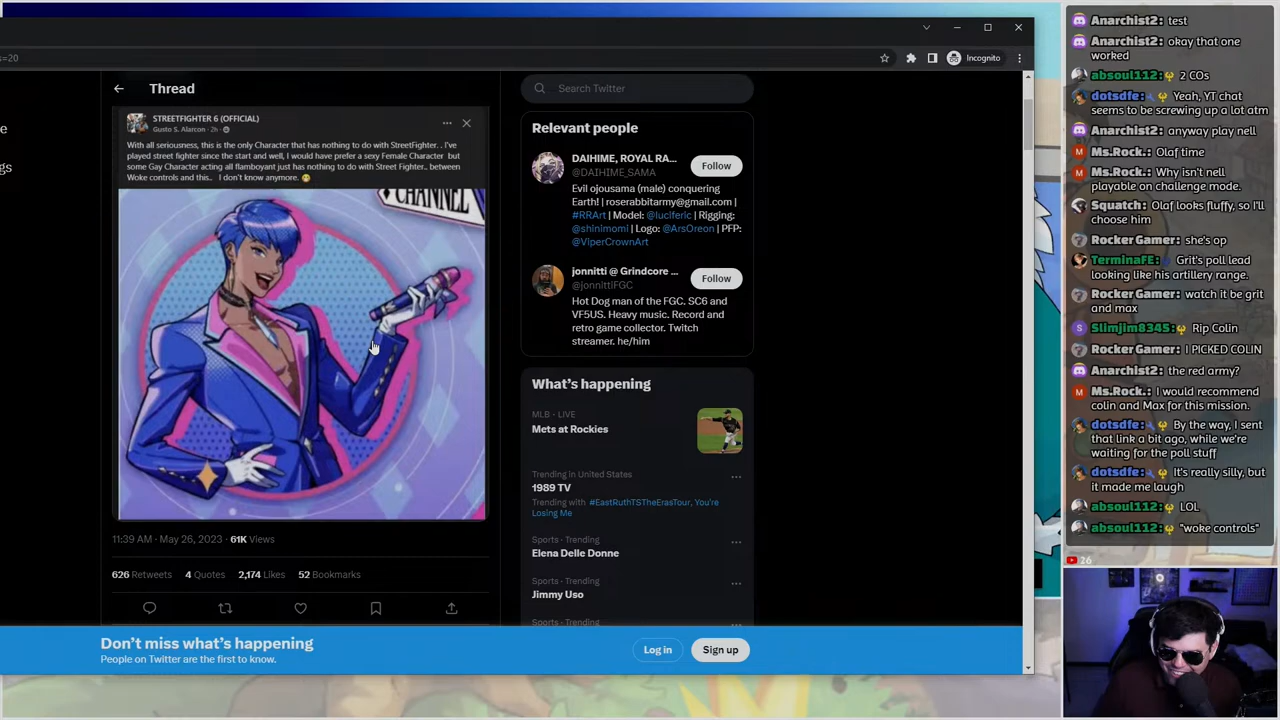 s=20
Incognito
Thread
Search Twitter
STREETFIGHTER 6 (OFFICIAL)
Gusto S. Alarcon · 2h ·
With all seriousness, this is the only Character that has nothing to do with StreetFighter. . I've
played street fighter since the start and well, I would have prefer a sexy Female Character but
some Gay Character acting all flamboyant just has nothing to do with Street Fighter.. between
Woke controls and this.. I don't know anymore.
CHANNEL
11:39 AM · May 26, 2023 · 61K Views
626 Retweets 4 Quotes 2,174 Likes 52 Bookmarks
Relevant people
DAIHIME, ROYAL RA...
@DAIHIME_SAMA
Follow
Evil ojousama (male) conquering
Earth! | roserabbitarmy@gmail.com |
#RRArt | Model: @luciferic | Rigging:
@shinimomi | Logo: @ArsOreon | PFP:
@ViperCrownArt
jonnitti @ Grindcore ...
@jonnittiFGC
Follow
Hot Dog man of the FGC. SC6 and
VF5US. Heavy music. Record and
retro game collector. Twitch
streamer. he/him
What's happening
MLB · LIVE
Mets at Rockies
Trending in United States
1989 TV
Trending with #EastRuthTSTheErasTour, You're
Losing Me
Sports · Trending
Elena Delle Donne
Sports · Trending
Jimmy Uso
Sports · Trending
Don't miss what's happening
People on Twitter are the first to know.
Log in
Sign up
Anarchist2: test
Anarchist2: okay that one
worked
absoul112: 2 COs
dotsdfe: Yeah, YT chat
seems to be screwing up a lot atm
Anarchist2: anyway play nell
Ms.Rock.: Olaf time
Ms.Rock.: Why isn't nell
playable on challenge mode.
Squatch: Olaf looks fluffy, so I'll
choose him
Rocker Gamer: she's op
TerminaFE: Grit's poll lead
looking like his artillery range.
Rocker Gamer: watch it be grit
and max
Slimjim8345: Rip Colin
Rocker Gamer: I PICKED COLIN
Anarchist2: the red army?
Ms.Rock.: I would recommend
colin and Max for this mission.
dotsdfe: By the way, I sent
that link a bit ago, while we're
waiting for the poll stuff
dotsdfe: It's really silly, but
it made me laugh
absoul112: LOL
absoul112: "woke controls"
26